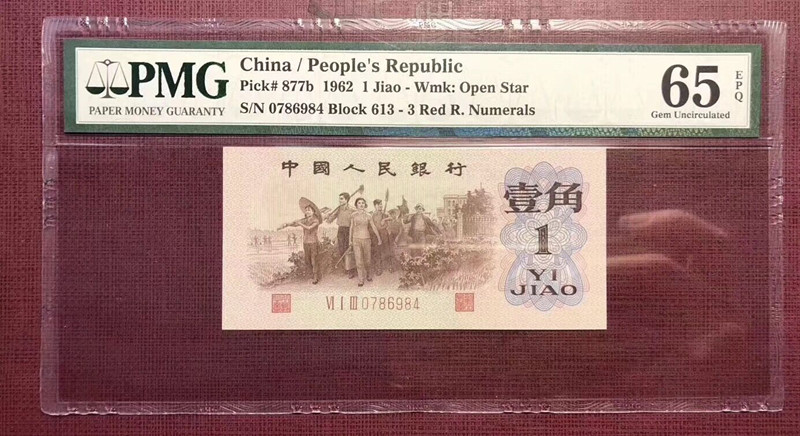 PMG
PAPER MONEY GUARANTY
China / People's Republic
Pick# 877b 1962 1 Jiao - Wmk: Open Star
S/N 0786984 Block 613 - 3 Red R. Numerals
65
EPQ
Gem Uncirculated
中國人民銀行
壹角
1
YI
JIAO
VI I III 0786984